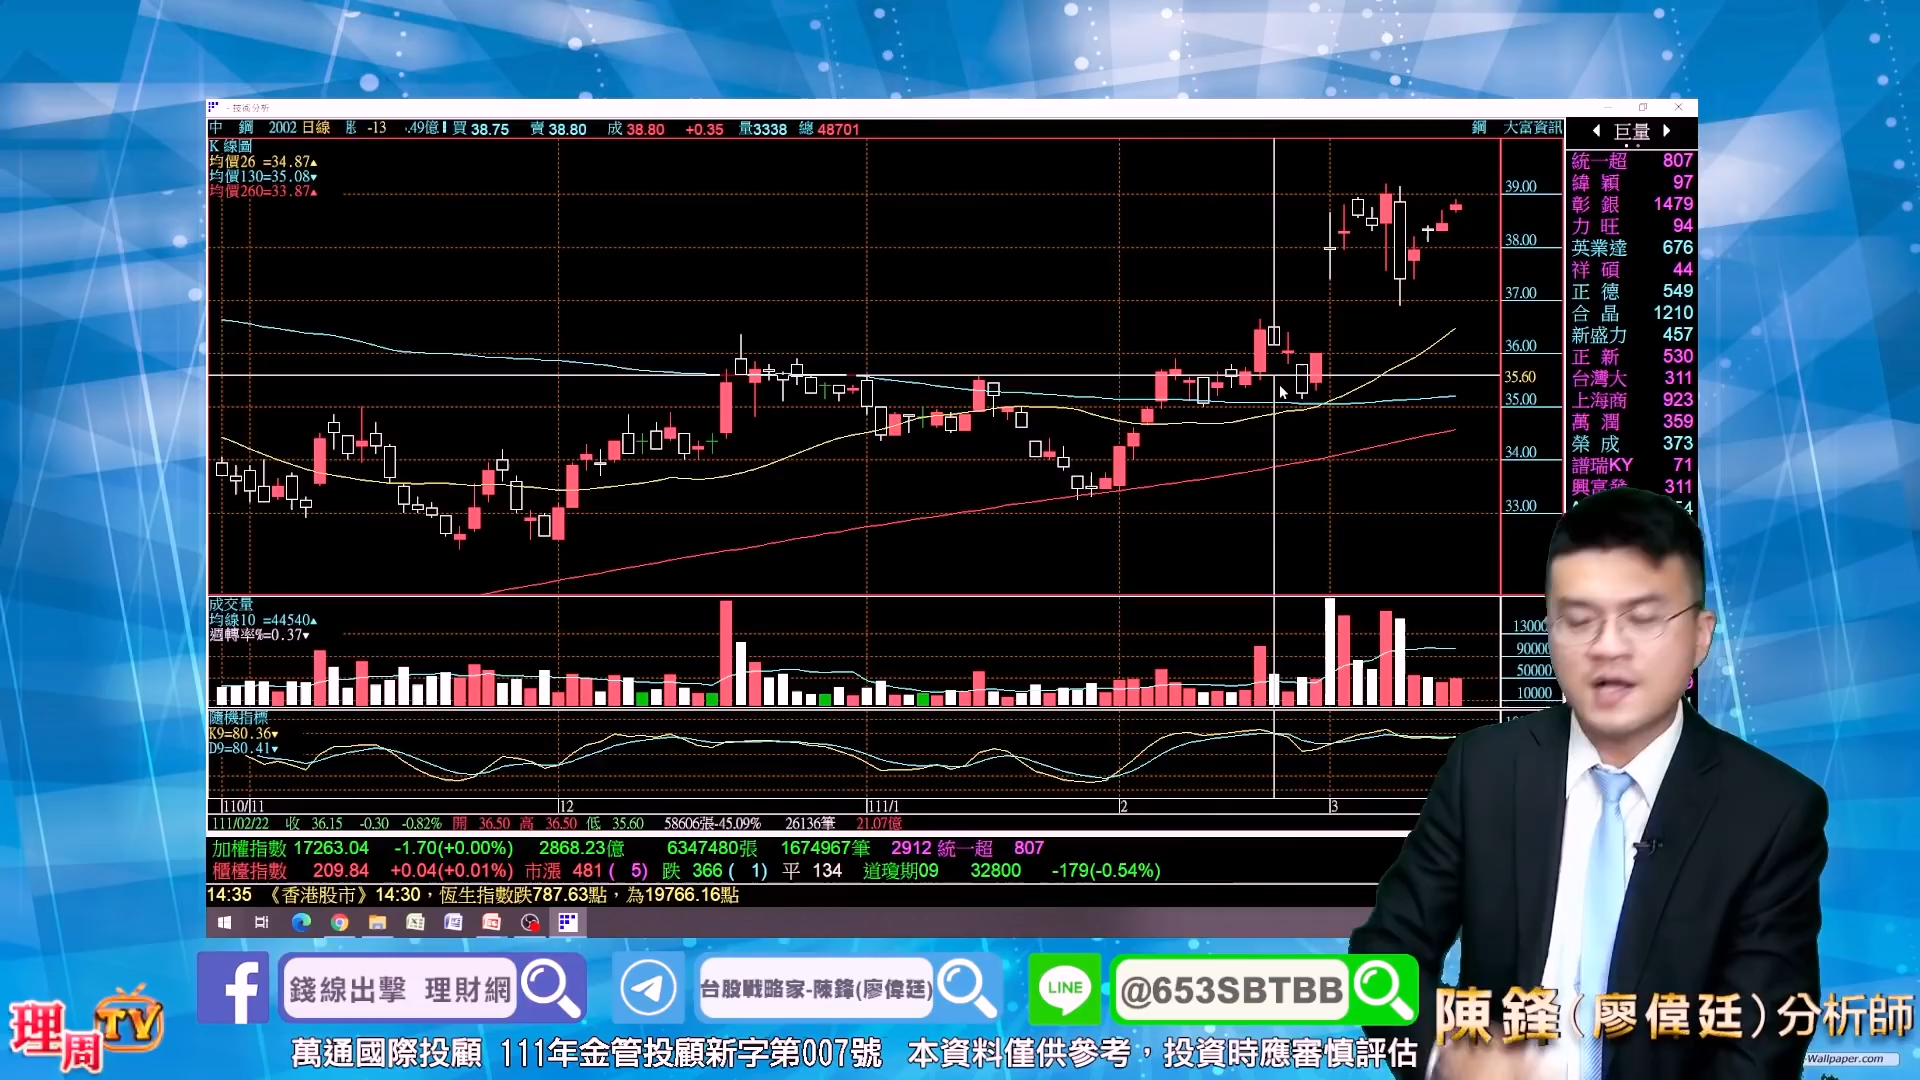 - 技術分析
中 鋼 2002 日線 -13 .49億 買 38.75 賣 38.80 成 38.80 +0.35 量3338 總 48701 鋼 大富資訊
K 線圖
均價26 =34.87▲
均價130=35.08▼
均價260=33.87▲
39.00
38.00
37.00
36.00
35.60
35.00
34.00
33.00
巨量
統一超 807
緯 穎 97
彰 銀 1479
力 旺 94
英業達 676
祥 碩 44
正 德 549
合 晶 1210
新盛力 457
正 新 530
台灣大 311
上海商 923
萬 潤 359
榮 成 373
譜瑞KY 71
興富發 311
成交量
均線10 =44540▲
週轉率%=0.37▼
13000
90000
50000
10000
隨機指標
K9=80.36▼
D9=80.41▼
110/11 12 111/1 2 3
111/02/22 收 36.15 -0.30 -0.82% 開 36.50 高 36.50 低 35.60 58606張-45.09% 26136筆 21.07億
加權指數 17263.04 -1.70(+0.00%) 2868.23億 6347480張 1674967筆 2912 統一超 807
櫃檯指數 209.84 +0.04(+0.01%) 市漲 481 ( 5) 跌 366 ( 1) 平 134 道瓊期09 32800 -179(-0.54%)
14:35 《香港股市》14:30，恆生指數跌787.63點，為19766.16點
錢線出擊 理財網
台股戰略家-陳鋒(廖偉廷)
LINE
@653SBTBB
陳鋒(廖偉廷)分析師
理周TV
萬通國際投顧 111年金管投顧新字第007號 本資料僅供參考，投資時應審慎評估
-Wallpaper.com